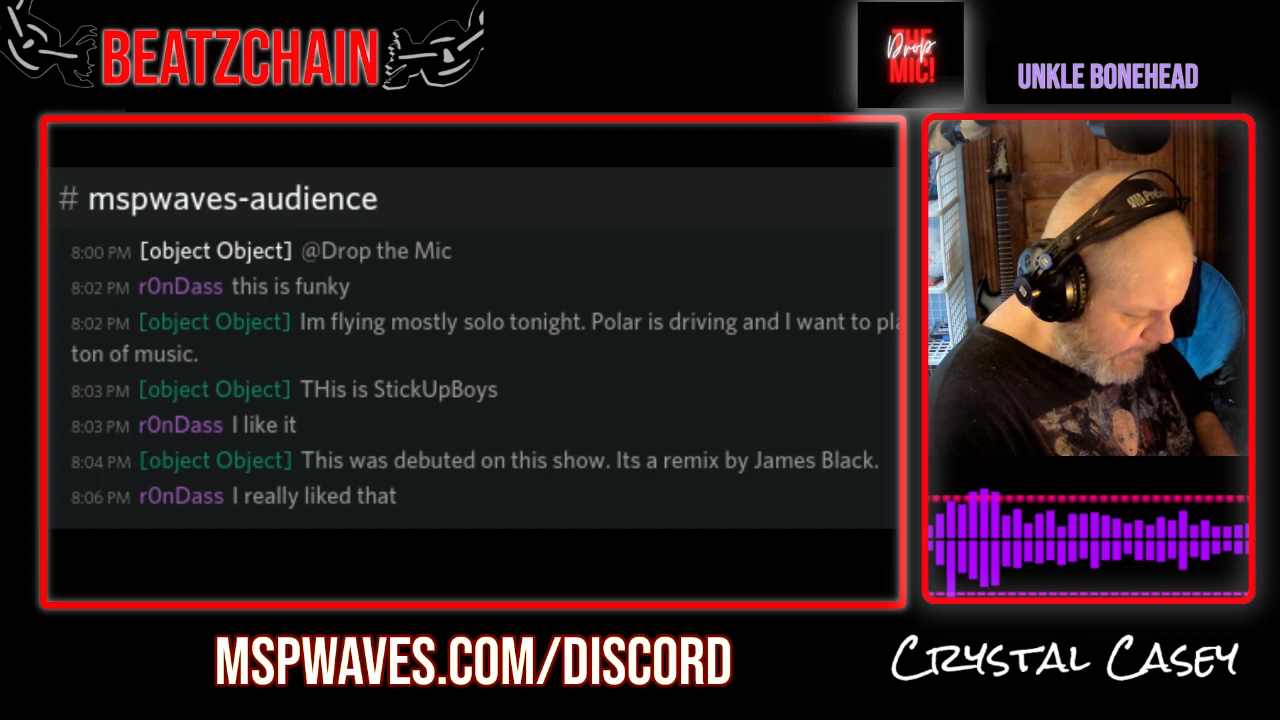 BEATZCHAIN
THE
Drop
MIC!
UNKLE BONEHEAD
# mspwaves-audience
8:00 PM [object Object] @Drop the Mic
8:02 PM r0nDass this is funky
8:02 PM [object Object] Im flying mostly solo tonight. Polar is driving and I want to pla
ton of music.
8:03 PM [object Object] THis is StickUpBoys
8:03 PM r0nDass I like it
8:04 PM [object Object] This was debuted on this show. Its a remix by James Black.
8:06 PM r0nDass I really liked that
MSPWAVES.COM/DISCORD
Crystal Casey